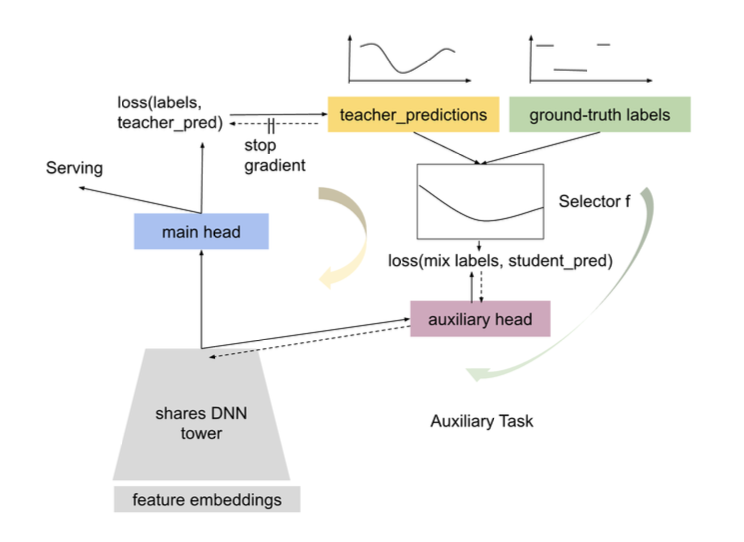 loss(labels,
teacher_pred)
teacher_predictions
ground-truth labels
stop
gradient
Serving
Selector f
main head
loss(mix labels, student_pred)
auxiliary head
shares DNN
tower
Auxiliary Task
feature embeddings